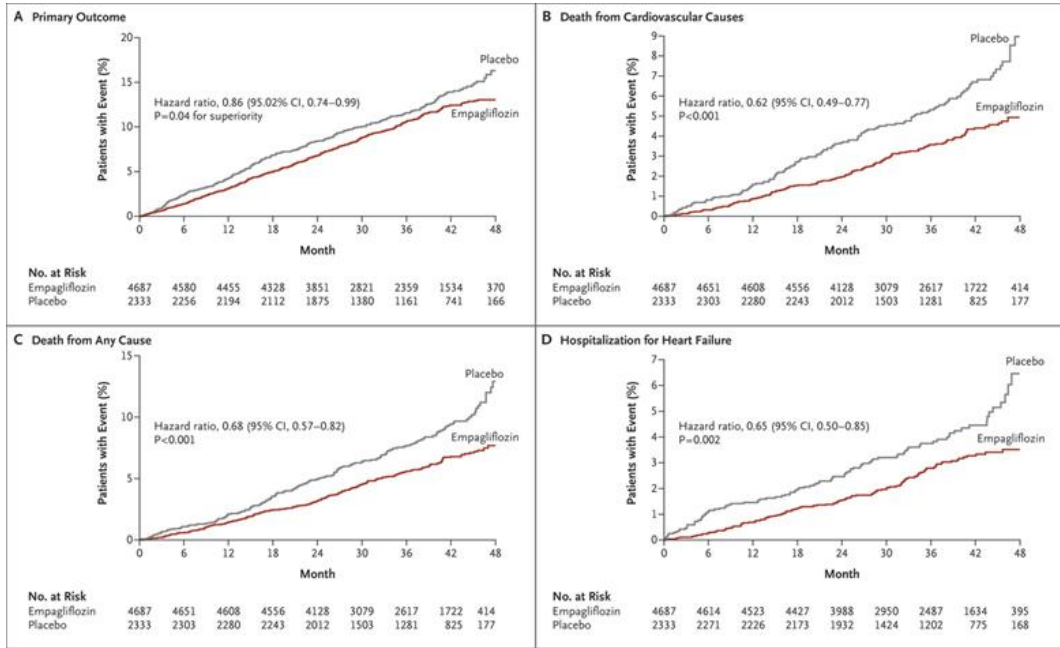 A Primary Outcome
20
15
10
5
0
Patients with Event (%)
Placebo
Hazard ratio, 0.86 (95.02% CI, 0.74–0.99)
P=0.04 for superiority
Empagliflozin
0 6 12 18 24 30 36 42 48
Month
No. at Risk
Empagliflozin 4687 4580 4455 4328 3851 2821 2359 1534 370
Placebo 2333 2256 2194 2112 1875 1380 1161 741 166
B Death from Cardiovascular Causes
9
8
7
6
5
4
3
2
1
0
Patients with Event (%)
Placebo
Hazard ratio, 0.62 (95% CI, 0.49–0.77)
P<0.001
Empagliflozin
0 6 12 18 24 30 36 42 48
Month
No. at Risk
Empagliflozin 4687 4651 4608 4556 4128 3079 2617 1722 414
Placebo 2333 2303 2280 2243 2012 1503 1281 825 177
C Death from Any Cause
15
10
5
0
Patients with Event (%)
Placebo
Hazard ratio, 0.68 (95% CI, 0.57–0.82)
P<0.001
Empagliflozin
0 6 12 18 24 30 36 42 48
Month
No. at Risk
Empagliflozin 4687 4651 4608 4556 4128 3079 2617 1722 414
Placebo 2333 2303 2280 2243 2012 1503 1281 825 177
D Hospitalization for Heart Failure
7
6
5
4
3
2
1
0
Patients with Event (%)
Placebo
Hazard ratio, 0.65 (95% CI, 0.50–0.85)
P=0.002
Empagliflozin
0 6 12 18 24 30 36 42 48
Month
No. at Risk
Empagliflozin 4687 4614 4523 4427 3988 2950 2487 1634 395
Placebo 2333 2271 2226 2173 1932 1424 1202 775 168